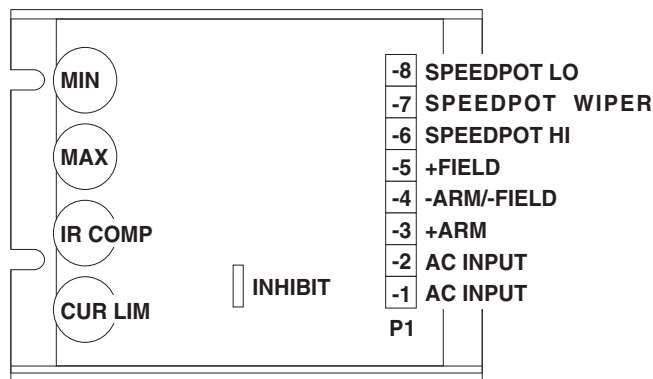 MIN
MAX
IR COMP
CUR LIM
INHIBIT
-8 SPEEDPOT LO
-7 SPEEDPOT WIPER
-6 SPEEDPOT HI
-5 +FIELD
-4 -ARM/-FIELD
-3 +ARM
-2 AC INPUT
-1 AC INPUT
P1